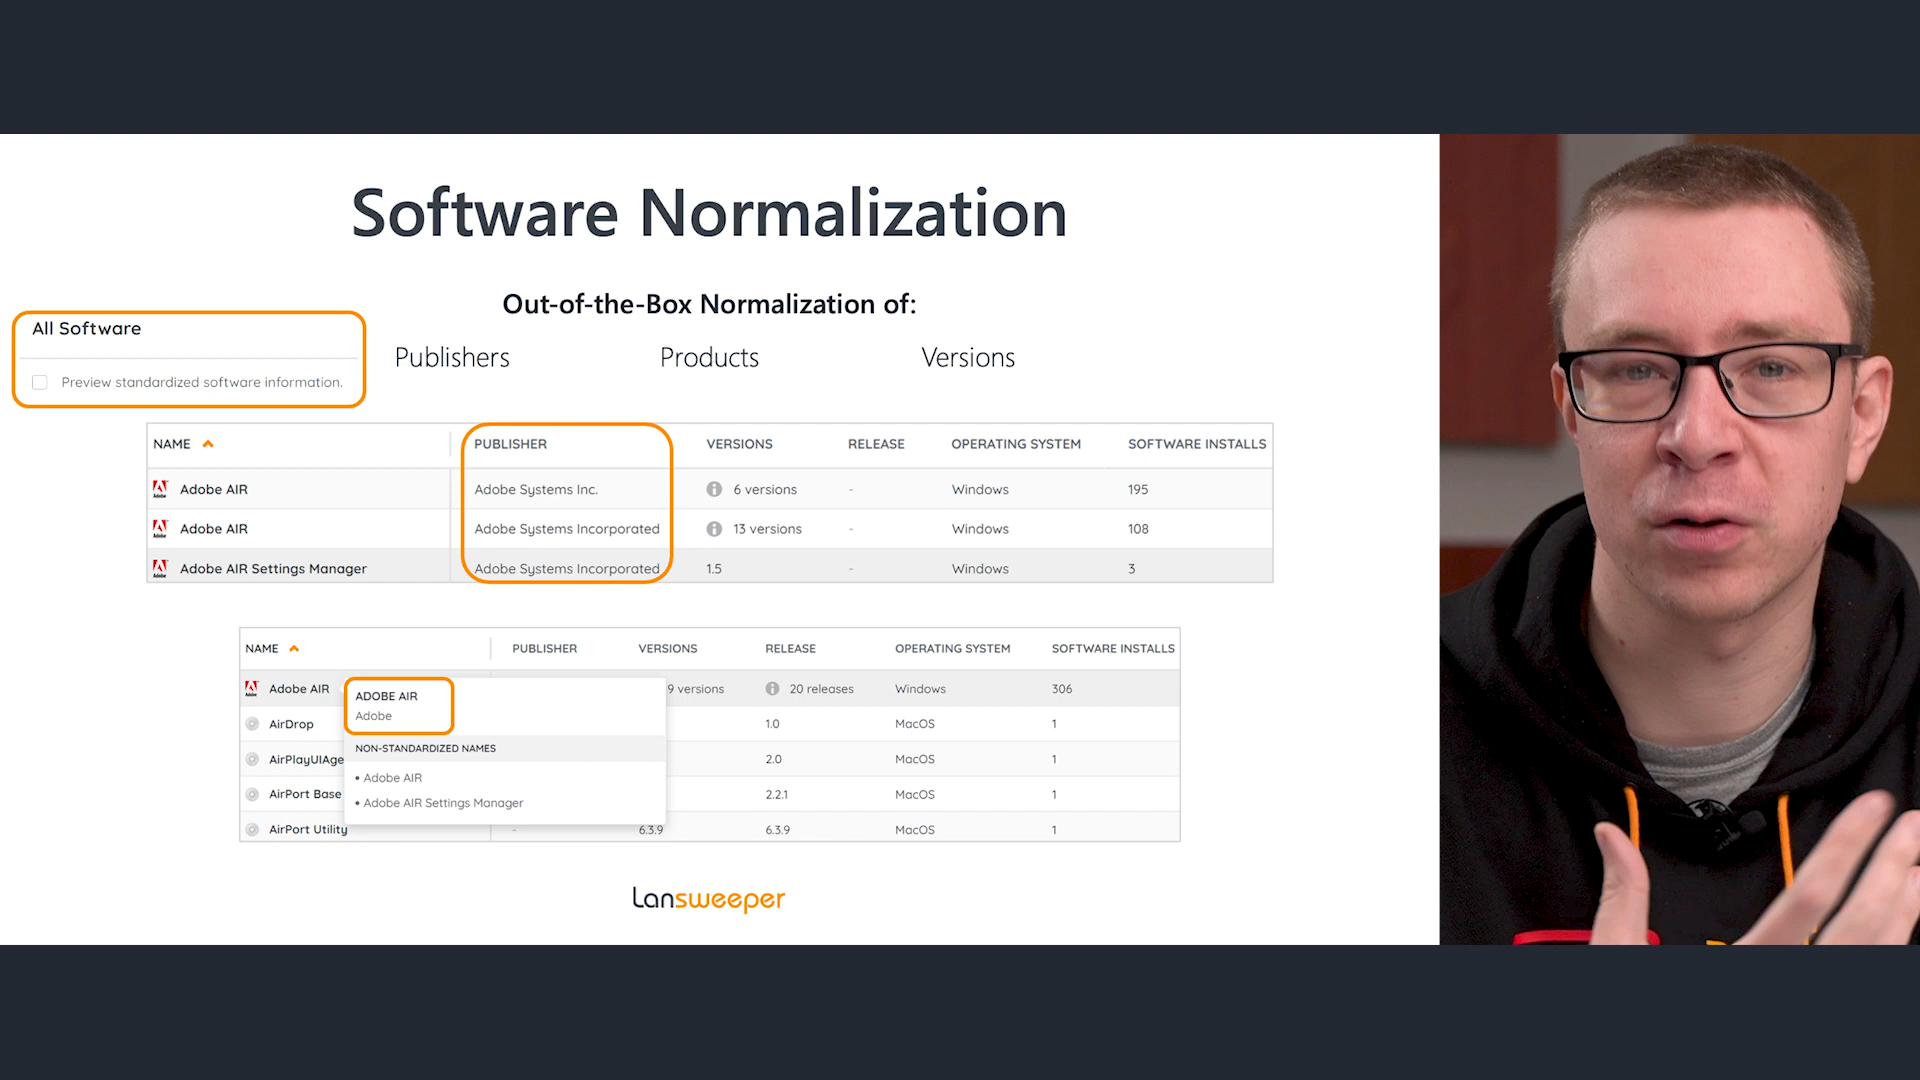 Software Normalization
Out-of-the-Box Normalization of:
All Software
Preview standardized software information.
Publishers Products Versions
NAME PUBLISHER VERSIONS RELEASE OPERATING SYSTEM SOFTWARE INSTALLS
Adobe AIR Adobe Systems Inc. 6 versions - Windows 195
Adobe AIR Adobe Systems Incorporated 13 versions - Windows 108
Adobe AIR Settings Manager Adobe Systems Incorporated 1.5 - Windows 3
NAME PUBLISHER VERSIONS RELEASE OPERATING SYSTEM SOFTWARE INSTALLS
Adobe AIR 9 versions 20 releases Windows 306
AirDrop 1.0 MacOS 1
AirPlayUIAge 2.0 MacOS 1
AirPort Base 2.2.1 MacOS 1
AirPort Utility - 6.3.9 6.3.9 MacOS 1
ADOBE AIR
Adobe
NON-STANDARDIZED NAMES
• Adobe AIR
• Adobe AIR Settings Manager
Lansweeper